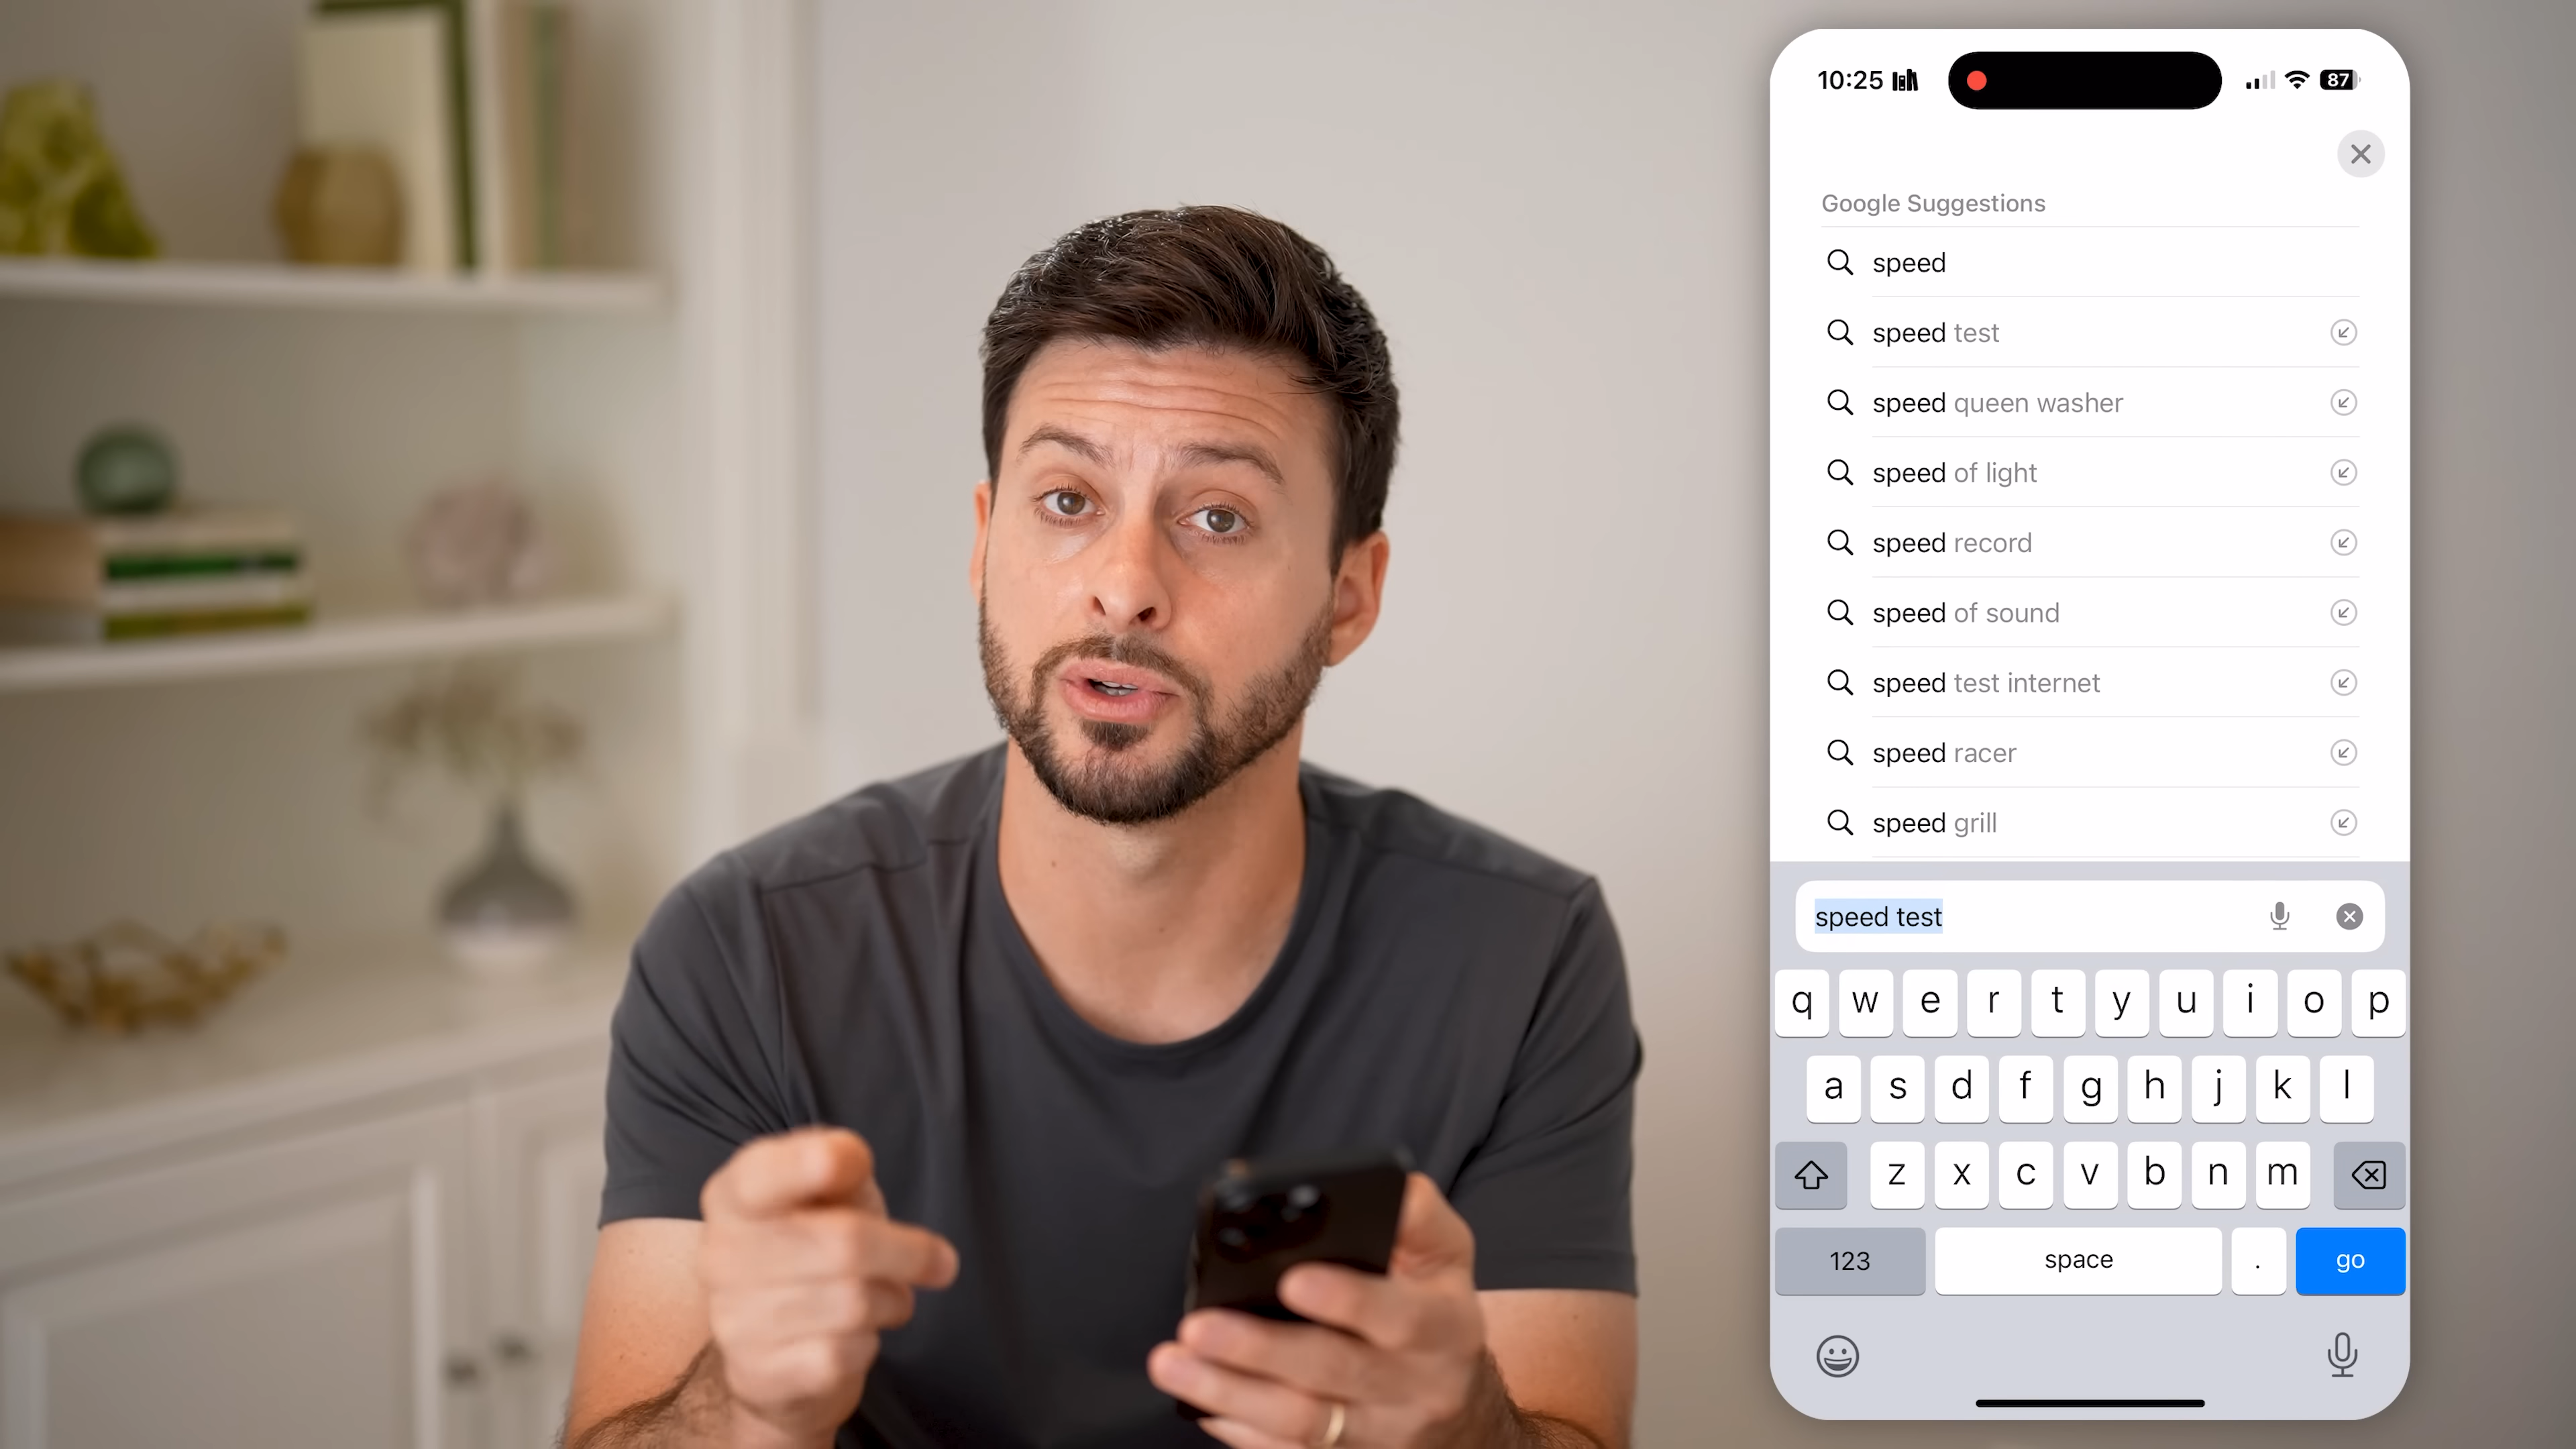 10:25
87
Google Suggestions
speed
speed test
speed queen washer
speed of light
speed record
speed of sound
speed test internet
speed racer
speed grill
speed test
q w e r t y u i o p
a s d f g h j k l
z x c v b n m
123 space . go